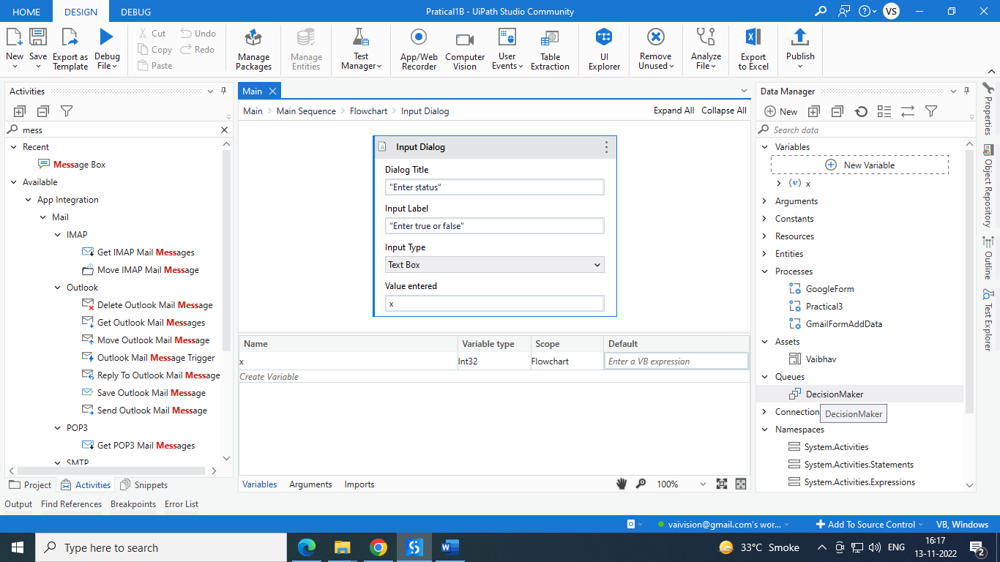 HOME DESIGN DEBUG Pratical1B - UiPath Studio Community VS
New Save Export as Template Debug File Cut Copy Paste Undo Redo Manage Packages Manage Entities Test Manager App/Web Recorder Computer Vision User Events Table Extraction UI Explorer Remove Unused Analyze File Export to Excel Publish
Activities
mess
Recent
Message Box
Available
App Integration
Mail
IMAP
Get IMAP Mail Messages
Move IMAP Mail Message
Outlook
Delete Outlook Mail Message
Get Outlook Mail Messages
Move Outlook Mail Message
Outlook Mail Message Trigger
Reply To Outlook Mail Message
Save Outlook Mail Message
Send Outlook Mail Message
POP3
Get POP3 Mail Messages
SMTP
Project Activities Snippets
Main
Main Main Sequence Flowchart Input Dialog Expand All Collapse All
Input Dialog
Dialog Title
"Enter status"
Input Label
"Enter true or false"
Input Type
Text Box
Value entered
x
Name Variable type Scope Default
x Int32 Flowchart Enter a VB expression
Create Variable
Variables Arguments Imports 100%
Data Manager
New
Search data
Variables
New Variable
(v) x
Arguments
Constants
Resources
Entities
Processes
GoogleForm
Practical3
GmailFormAddData
Assets
Vaibhav
Queues
DecisionMaker
Connection
DecisionMaker
Namespaces
System.Activities
System.Activities.Statements
System.Activities.Expressions
Properties
Object Repository
Outline
Test Explorer
Output Find References Breakpoints Error List
vaivision@gmail.com's wor... Add To Source Control VB, Windows
Type here to search 33°C Smoke ENG 16:17
13-11-2022 2